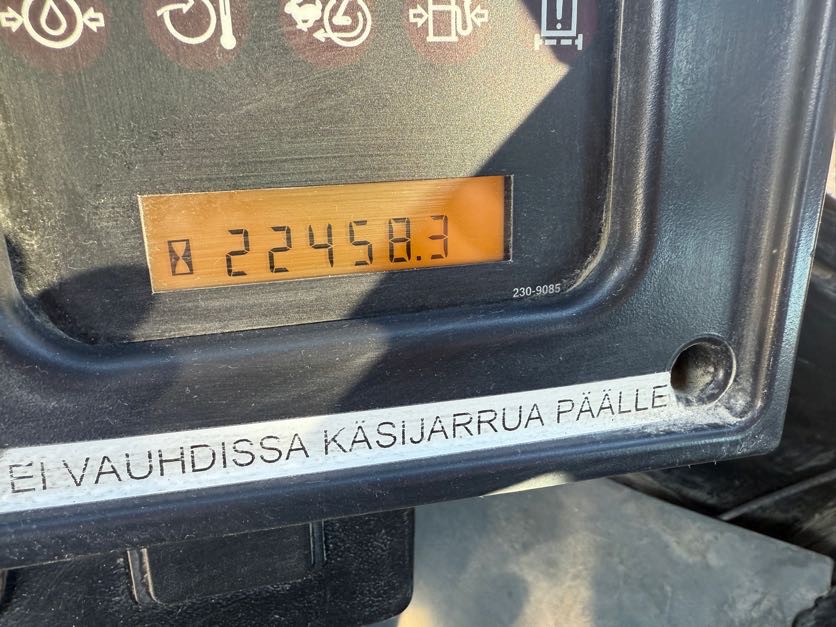 22458.3
230-9085
EI VAUHDISSA KÄSIJARRUA PÄÄLLE